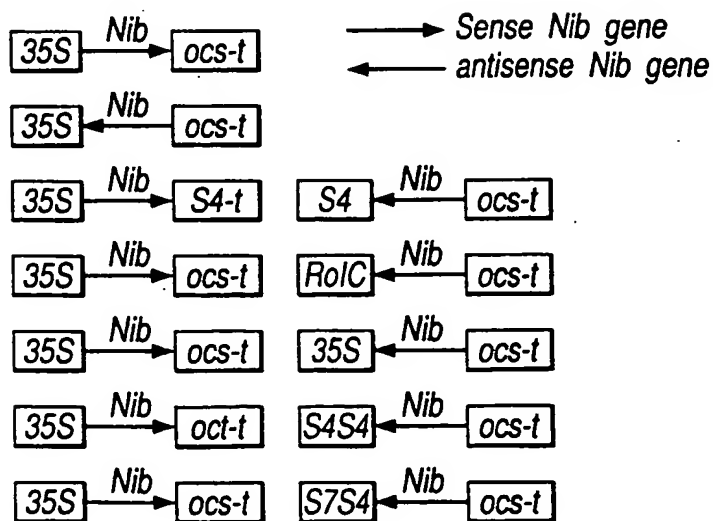 Nib
35S ocs-t
Sense Nib gene
antisense Nib gene
Nib
35S ocs-t
Nib Nib
35S S4-t S4 ocs-t
Nib Nib
35S ocs-t RolC ocs-t
Nib Nib
35S ocs-t 35S ocs-t
Nib Nib
35S oct-t S4S4 ocs-t
Nib Nib
35S ocs-t S7S4 ocs-t